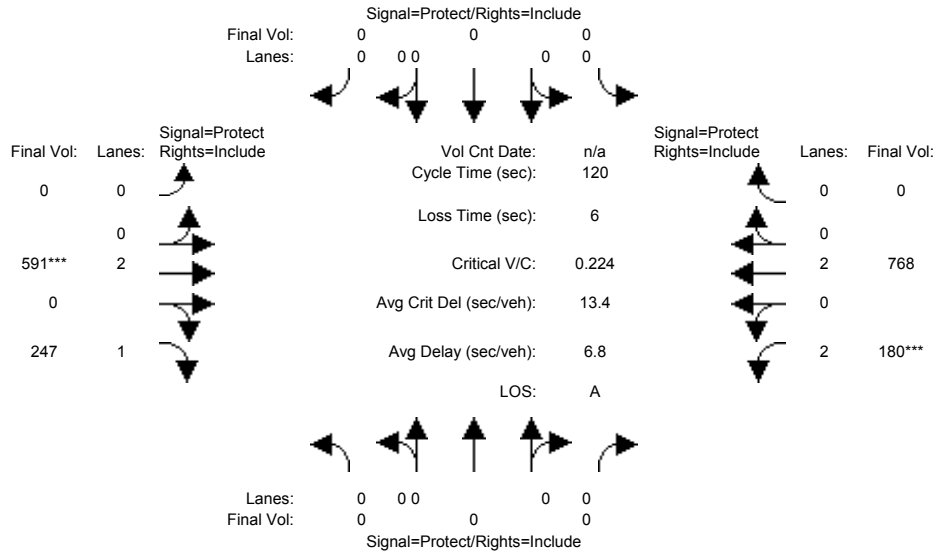 Signal=Protect/Rights=Include
Final Vol: 0 0 0
Lanes: 0 0 0 0 0
Signal=Protect Signal=Protect
Final Vol: Lanes: Rights=Include Vol Cnt Date: n/a Rights=Include Lanes: Final Vol:
Cycle Time (sec): 120
0 0 0 0
Loss Time (sec): 6
0 0
591*** 2 Critical V/C: 0.224 2 768
0 Avg Crit Del (sec/veh): 13.4 0
247 1 Avg Delay (sec/veh): 6.8 2 180***
LOS: A
Lanes: 0 0 0 0 0
Final Vol: 0 0 0
Signal=Protect/Rights=Include